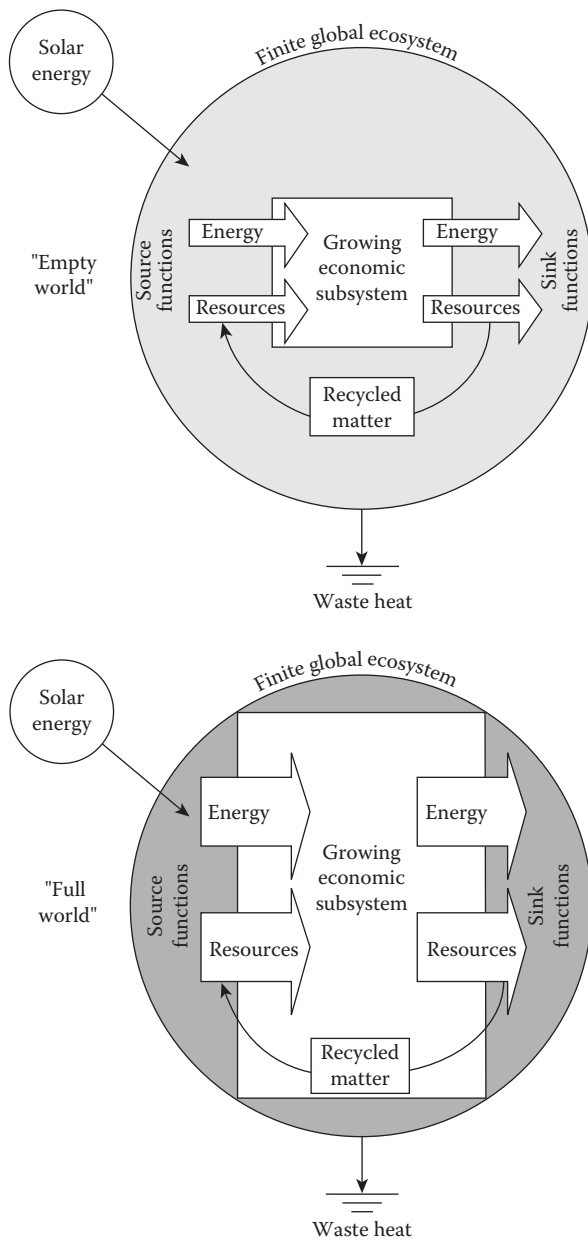 Solar
energy
Finite global ecosystem
"Empty
world"
Source
functions
Energy
Resources
Growing
economic
subsystem
Energy
Resources
Sink
functions
Recycled
matter
Waste heat
Solar
energy
Finite global ecosystem
"Full
world"
Source
functions
Energy
Resources
Growing
economic
subsystem
Energy
Resources
Sink
functions
Recycled
matter
Waste heat